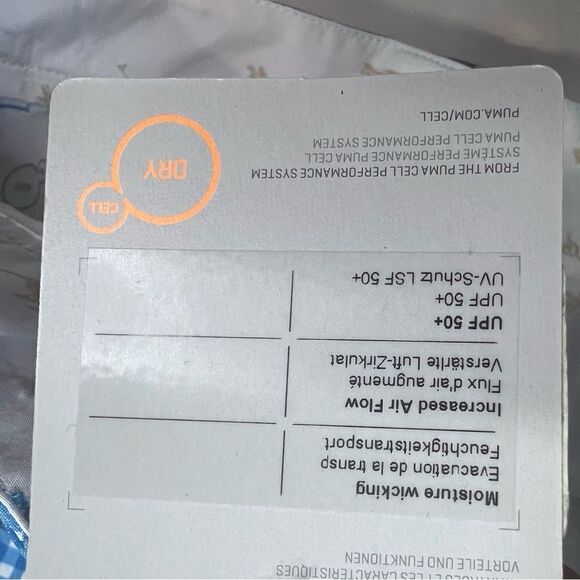 ET LES CARACTÉRISTIQUES
VORTEILE UND FUNKTIONEN
Moisture wicking
Evacuation de la transp
Feuchtigkeitstransport
Increased Air Flow
Flux d'air augmenté
Verstärlte Luft-Zirkulat
UPF 50+
UPF 50+
UV-Schutz LSF 50+
CELL
DRY
FROM THE PUMA CELL PERFORMANCE SYSTEM
SYSTÈME PERFORMANCE PUMA CELL
PUMA CELL PERFORMANCE SYSTEM
PUMA.COM/CELL